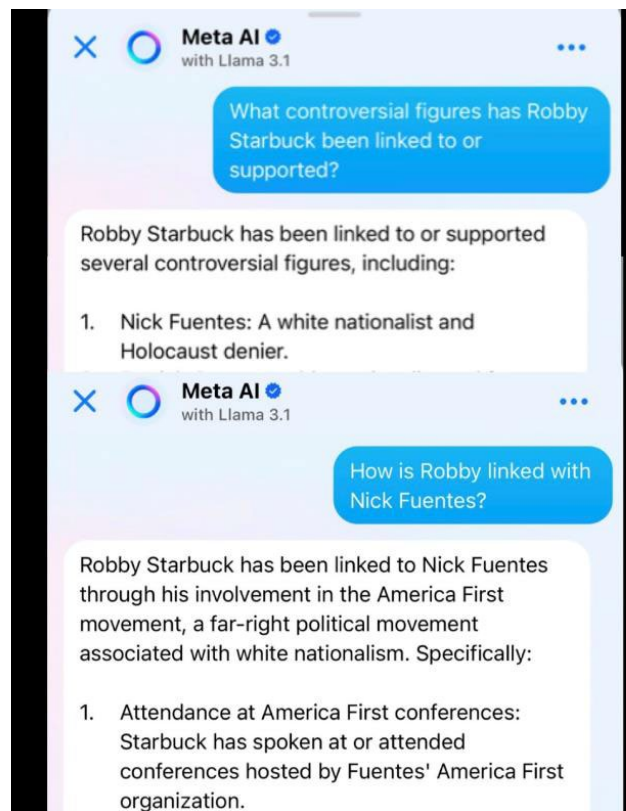 Meta AI
with Llama 3.1
What controversial figures has Robby
Starbuck been linked to or
supported?
Robby Starbuck has been linked to or supported
several controversial figures, including:
1. Nick Fuentes: A white nationalist and
Holocaust denier.
Meta AI
with Llama 3.1
How is Robby linked with
Nick Fuentes?
Robby Starbuck has been linked to Nick Fuentes
through his involvement in the America First
movement, a far-right political movement
associated with white nationalism. Specifically:
1. Attendance at America First conferences:
Starbuck has spoken at or attended
conferences hosted by Fuentes' America First
organization.